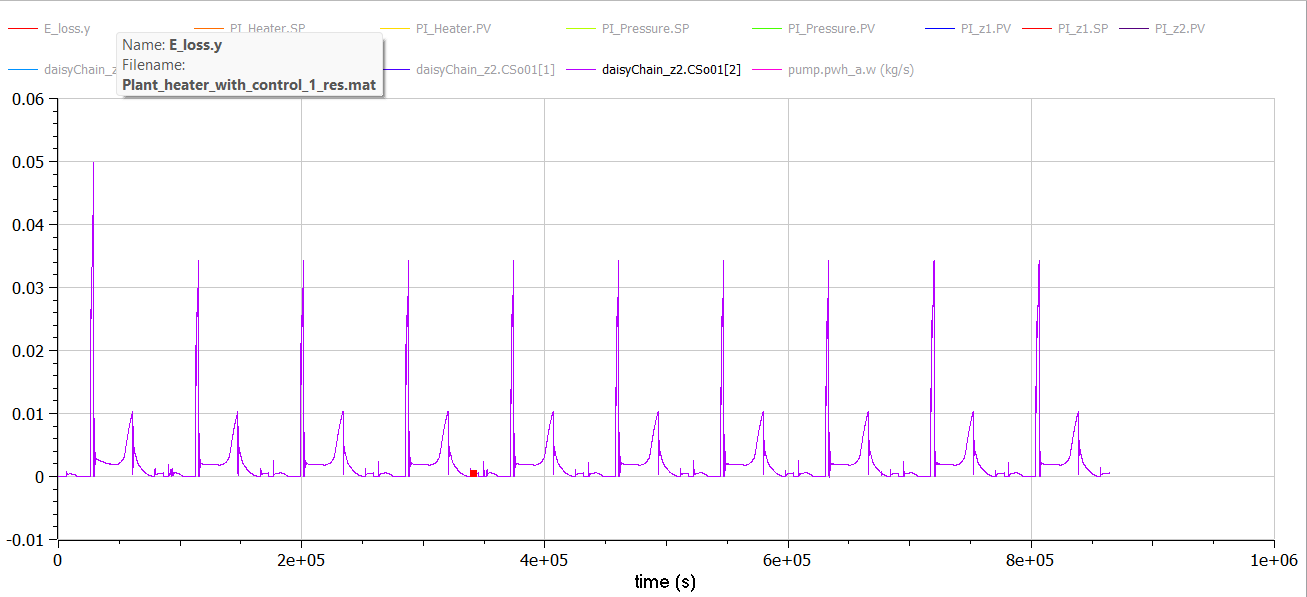 E_loss.y PI_Heater.SP PI_Heater.PV PI_Pressure.SP PI_Pressure.PV PI_z1.PV PI_z1.SP PI_z2.PV
Name: E_loss.y
Filename:
Plant_heater_with_control_1_res.mat
daisyChain_z daisyChain_z2.CSo01[1] daisyChain_z2.CSo01[2] pump.pwh_a.w (kg/s)
0.06
0.05
0.04
0.03
0.02
0.01
0
-0.01
0 2e+05 4e+05 6e+05 8e+05 1e+06
time (s)